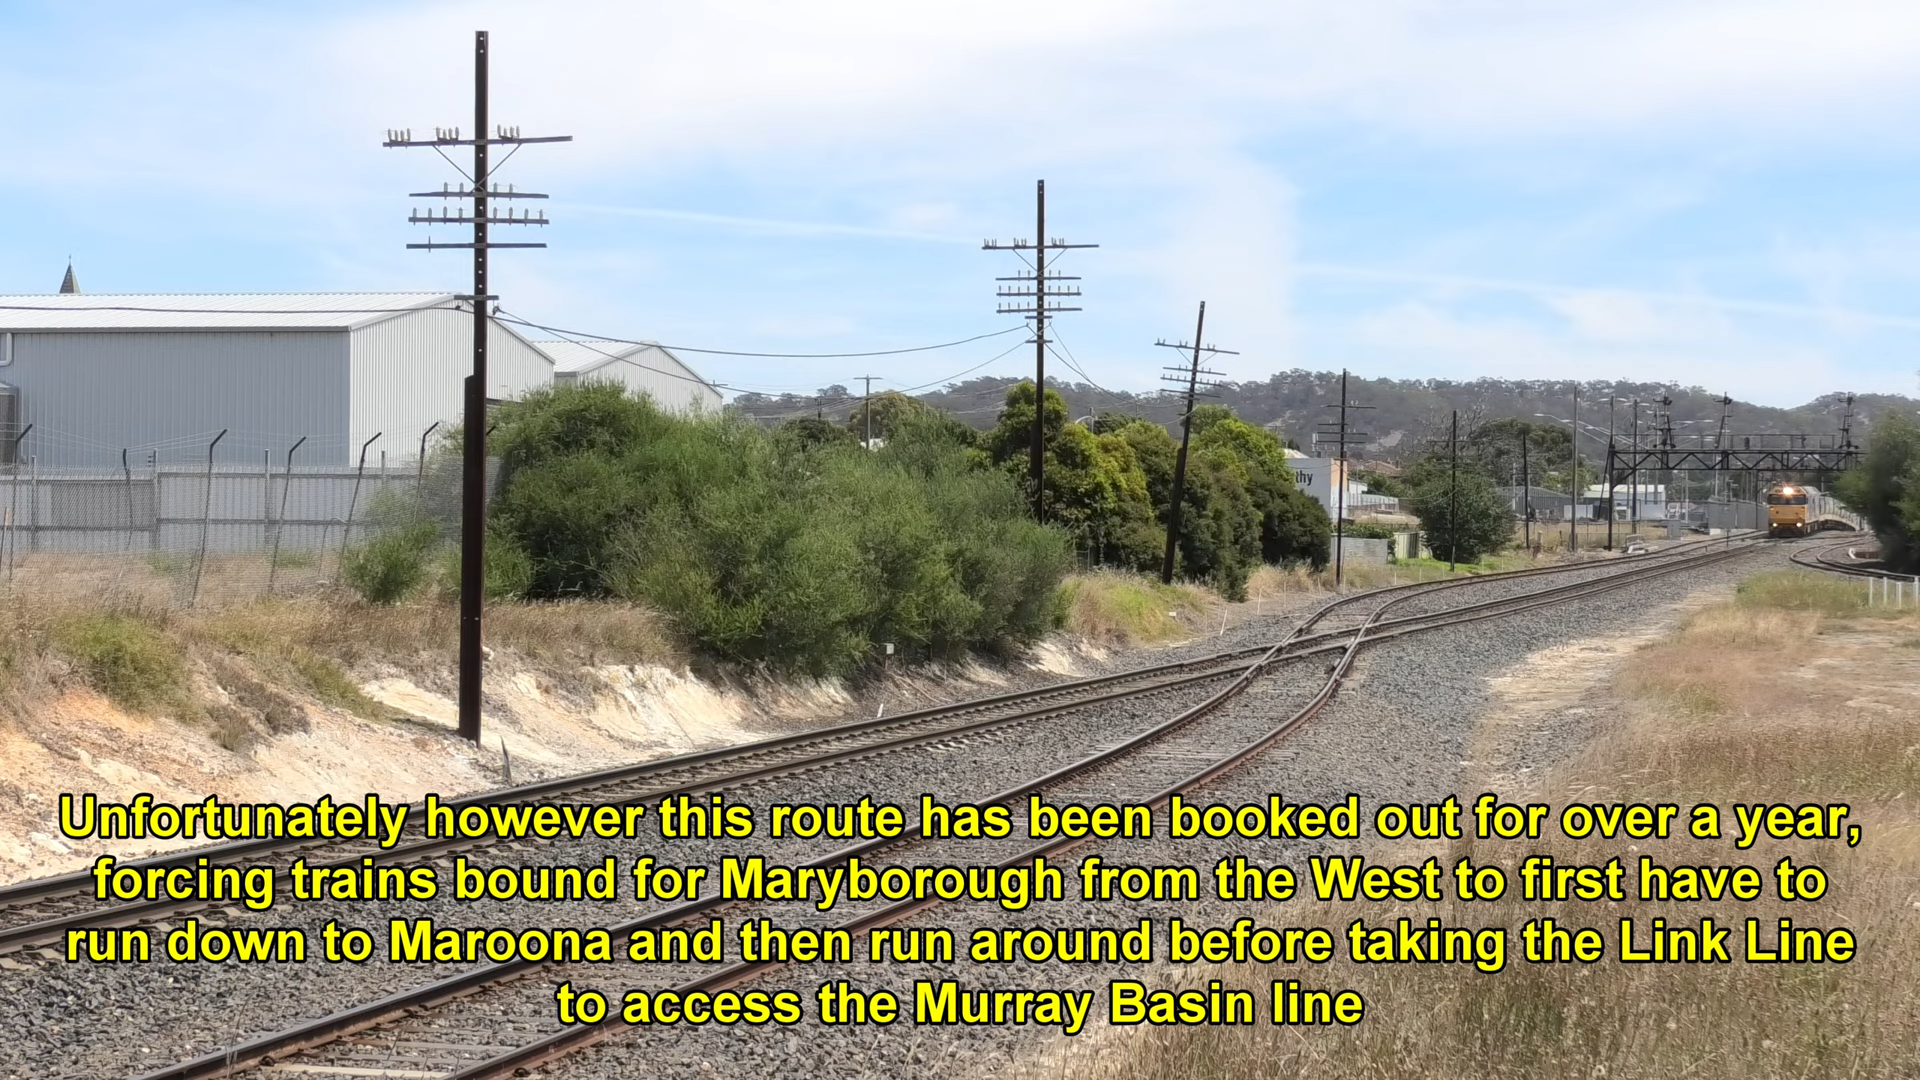 thy
Unfortunately however this route has been booked out for over a year,
forcing trains bound for Maryborough from the West to first have to
run down to Maroona and then run around before taking the Link Line
to access the Murray Basin line